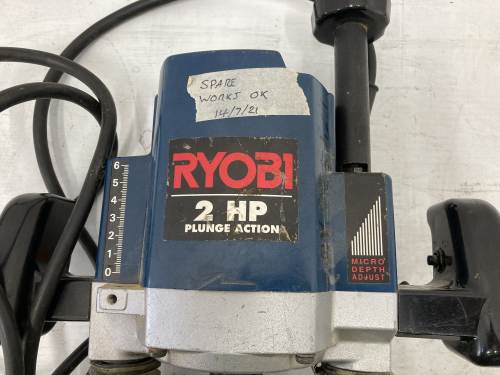 SPARE
WORKS OK
14/7/21
RYOBI
2 HP
PLUNGE ACTION
6
5
4
3
2
1
0
MICRO
DEPTH
ADJUST